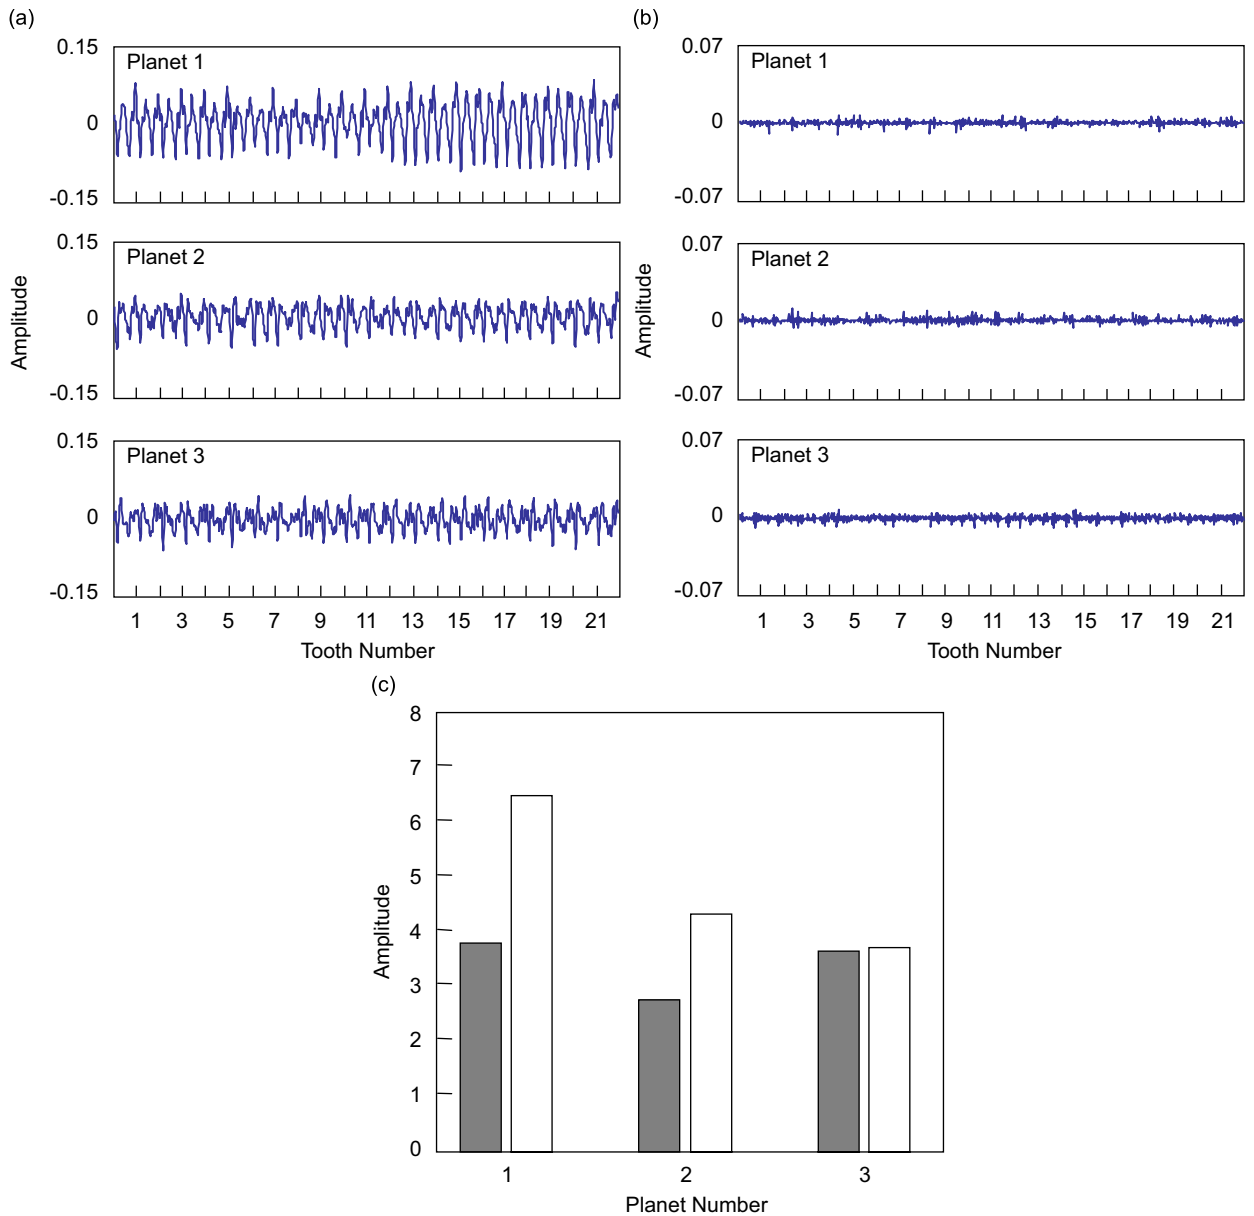 (a)
0.15
Planet 1
0
-0.15
0.15
Planet 2
0
-0.15
0.15
Planet 3
0
-0.15
Amplitude
1 3 5 7 9 11 13 15 17 19 21
Tooth Number
(b)
0.07
Planet 1
0
-0.07
0.07
Planet 2
0
-0.07
0.07
Planet 3
0
-0.07
Amplitude
1 3 5 7 9 11 13 15 17 19 21
Tooth Number
(c)
8
7
6
5
4
3
2
1
0
Amplitude
1 2 3
Planet Number